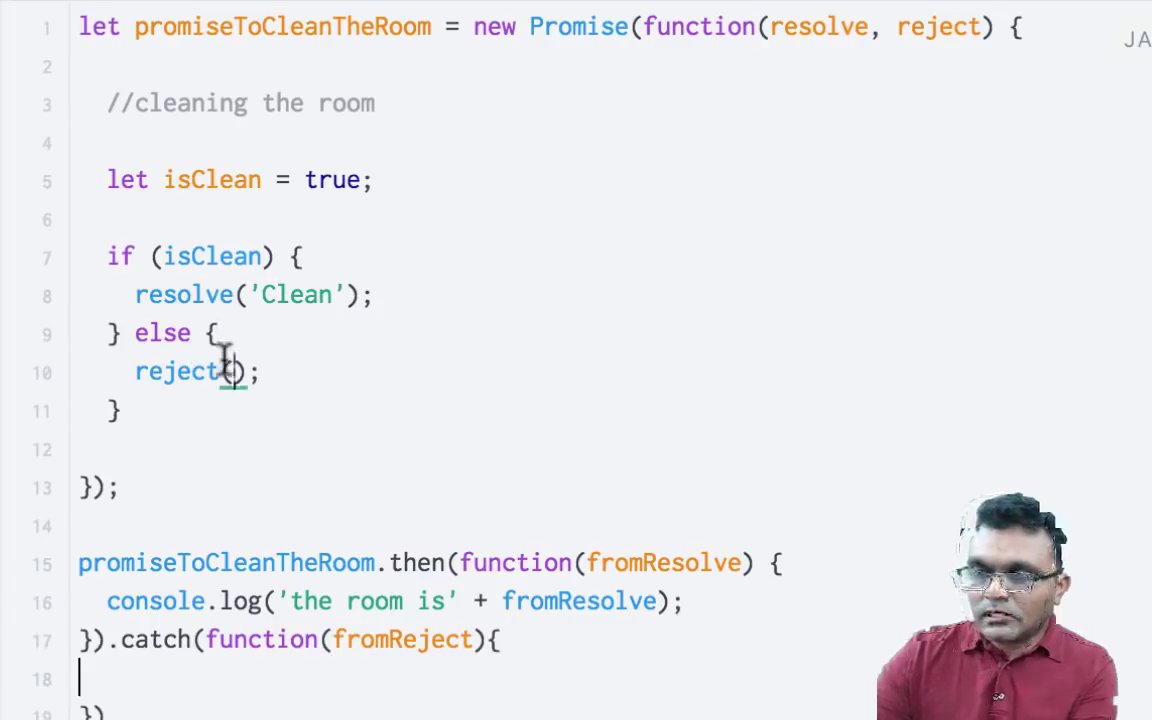 1 let promiseToCleanTheRoom = new Promise(function(resolve, reject) {
JA
2
3 //cleaning the room
4
5 let isClean = true;
6
7 if (isClean) {
8 resolve('Clean');
9 } else {
10 reject();
11 }
12
13 });
14
15 promiseToCleanTheRoom.then(function(fromResolve) {
16 console.log('the room is' + fromResolve);
17 }).catch(function(fromReject){
18
19 })